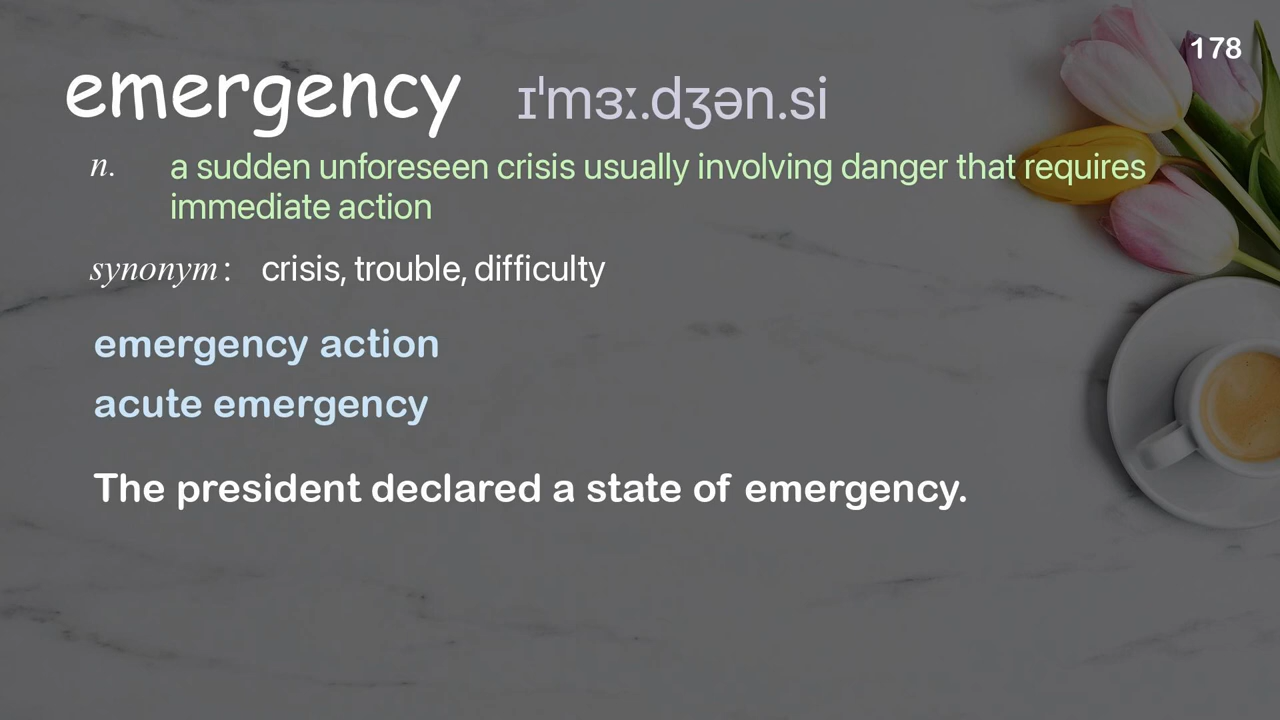 178
emergency ɪˈmɜː.dʒən.si
n. a sudden unforeseen crisis usually involving danger that requires
immediate action
synonym: crisis, trouble, difficulty
emergency action
acute emergency
The president declared a state of emergency.